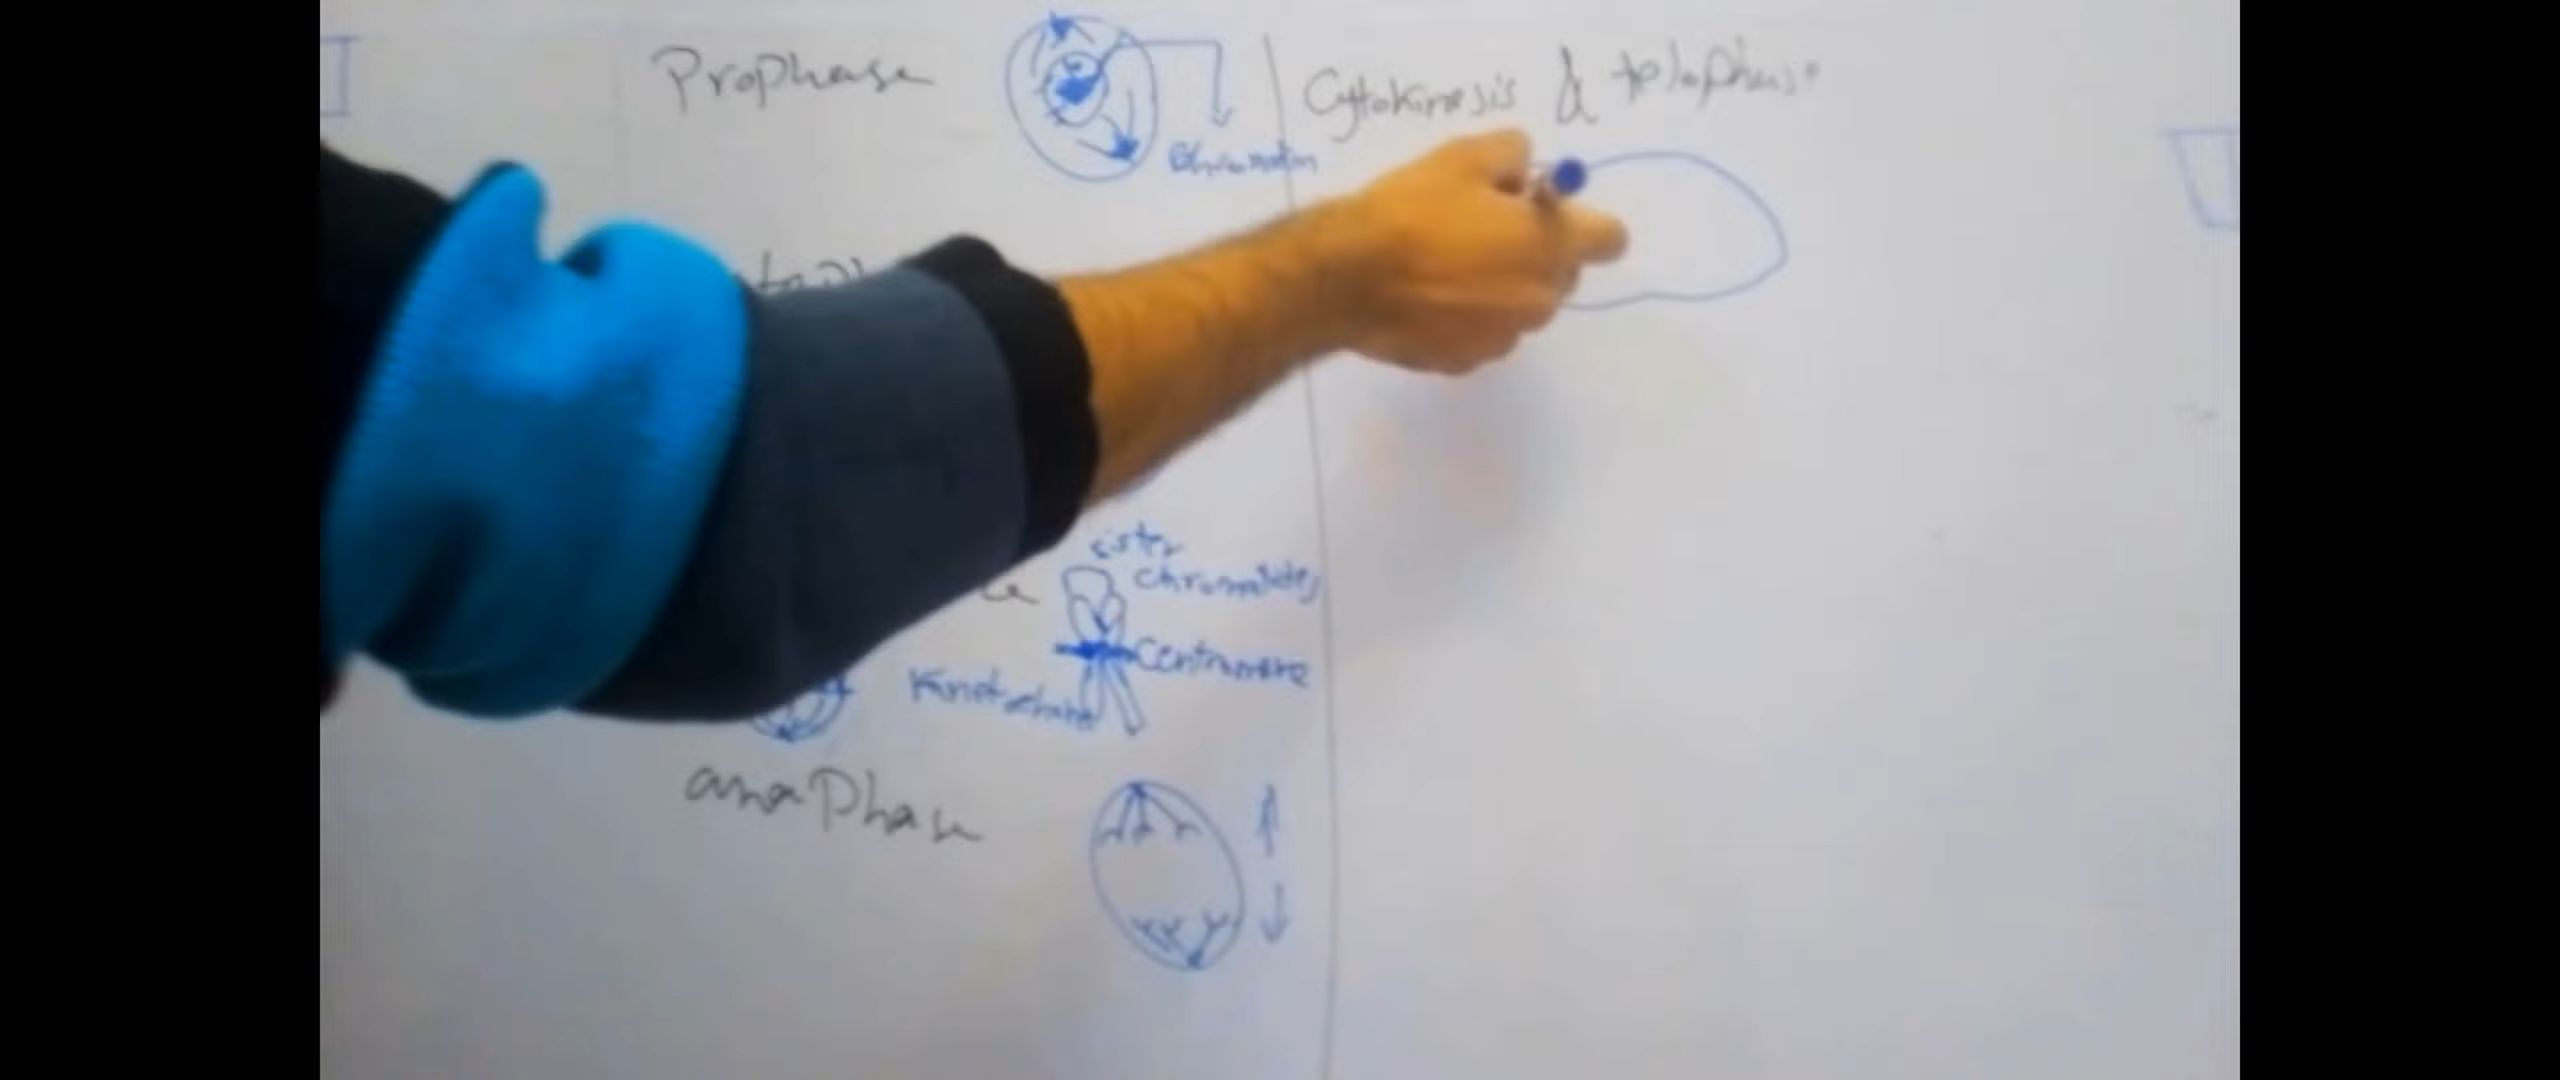 Prophase
Chromatin
sister
chromatides
Centromere
Kinetochore
anaphase
Cytokinesis & telophase